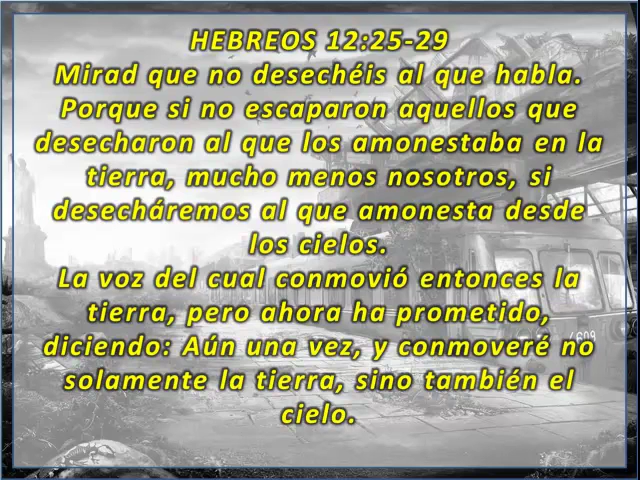 HEBREOS 12:25-29
Mirad que no desechéis al que habla.
Porque si no escaparon aquellos que
desecharon al que los amonestaba en la
tierra, mucho menos nosotros, si
desecháremos al que amonesta desde
los cielos.
La voz del cual conmovió entonces la
tierra, pero ahora ha prometido,
diciendo: Aún una vez, y conmoveré no
solamente la tierra, sino también el
cielo.